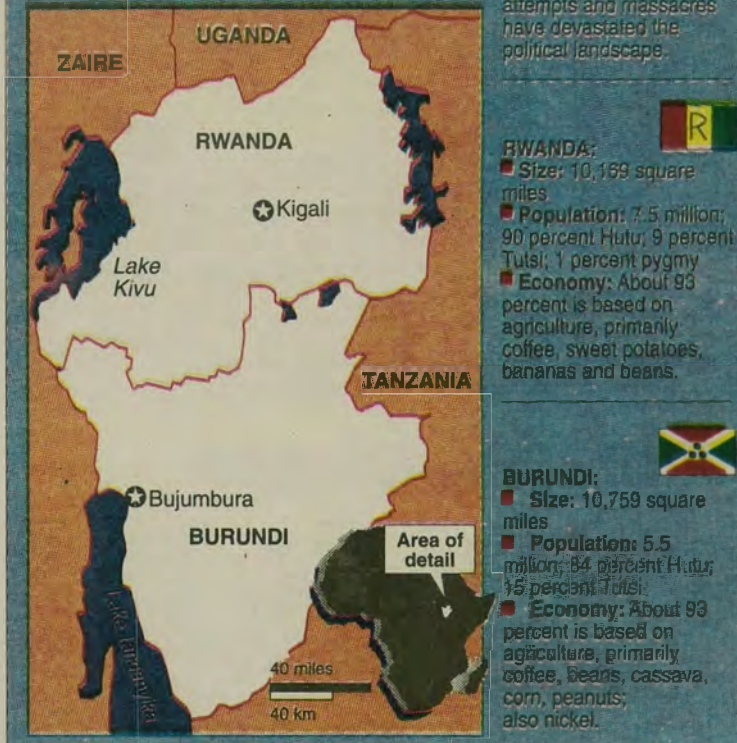 attempts and massacres
have devastated the
political landscape.
UGANDA
ZAIRE
RWANDA
Kigali
Lake
Kivu
TANZANIA
Bujumbura
BURUNDI
Area of
detail
Lake Tanganyika
40 miles
40 km
R
RWANDA:
Size: 10,169 square
miles
Population: 7.5 million;
90 percent Hutu; 9 percent
Tutsi; 1 percent pygmy
Economy: About 93
percent is based on
agriculture, primarily
coffee, sweet potatoes,
bananas and beans.
BURUNDI:
Size: 10,759 square
miles
Population: 5.5
million; 84 percent Hutu;
15 percent Tutsi
Economy: About 93
percent is based on
agriculture, primarily
coffee, beans, cassava,
corn, peanuts;
also nickel.